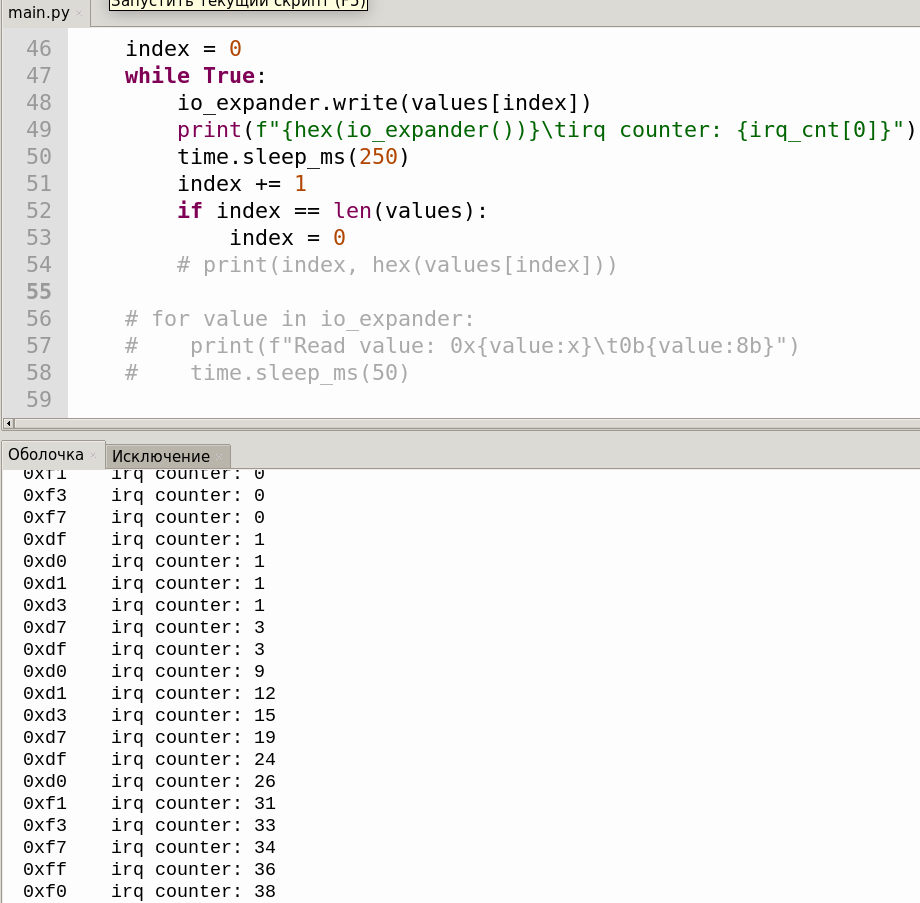 Запустить текущий скрипт (F5)
main.py
46 index = 0
47 while True:
48 io_expander.write(values[index])
49 print(f"{hex(io_expander())}\tirq counter: {irq_cnt[0]}")
50 time.sleep_ms(250)
51 index += 1
52 if index == len(values):
53 index = 0
54 # print(index, hex(values[index]))
55
56 # for value in io_expander:
57 #    print(f"Read value: 0x{value:x}\t0b{value:8b}")
58 #    time.sleep_ms(50)
59
Оболочка Исключение
0xf1 irq counter: 0
0xf3 irq counter: 0
0xf7 irq counter: 0
0xdf irq counter: 1
0xd0 irq counter: 1
0xd1 irq counter: 1
0xd3 irq counter: 1
0xd7 irq counter: 3
0xdf irq counter: 3
0xd0 irq counter: 9
0xd1 irq counter: 12
0xd3 irq counter: 15
0xd7 irq counter: 19
0xdf irq counter: 24
0xd0 irq counter: 26
0xf1 irq counter: 31
0xf3 irq counter: 33
0xf7 irq counter: 34
0xff irq counter: 36
0xf0 irq counter: 38